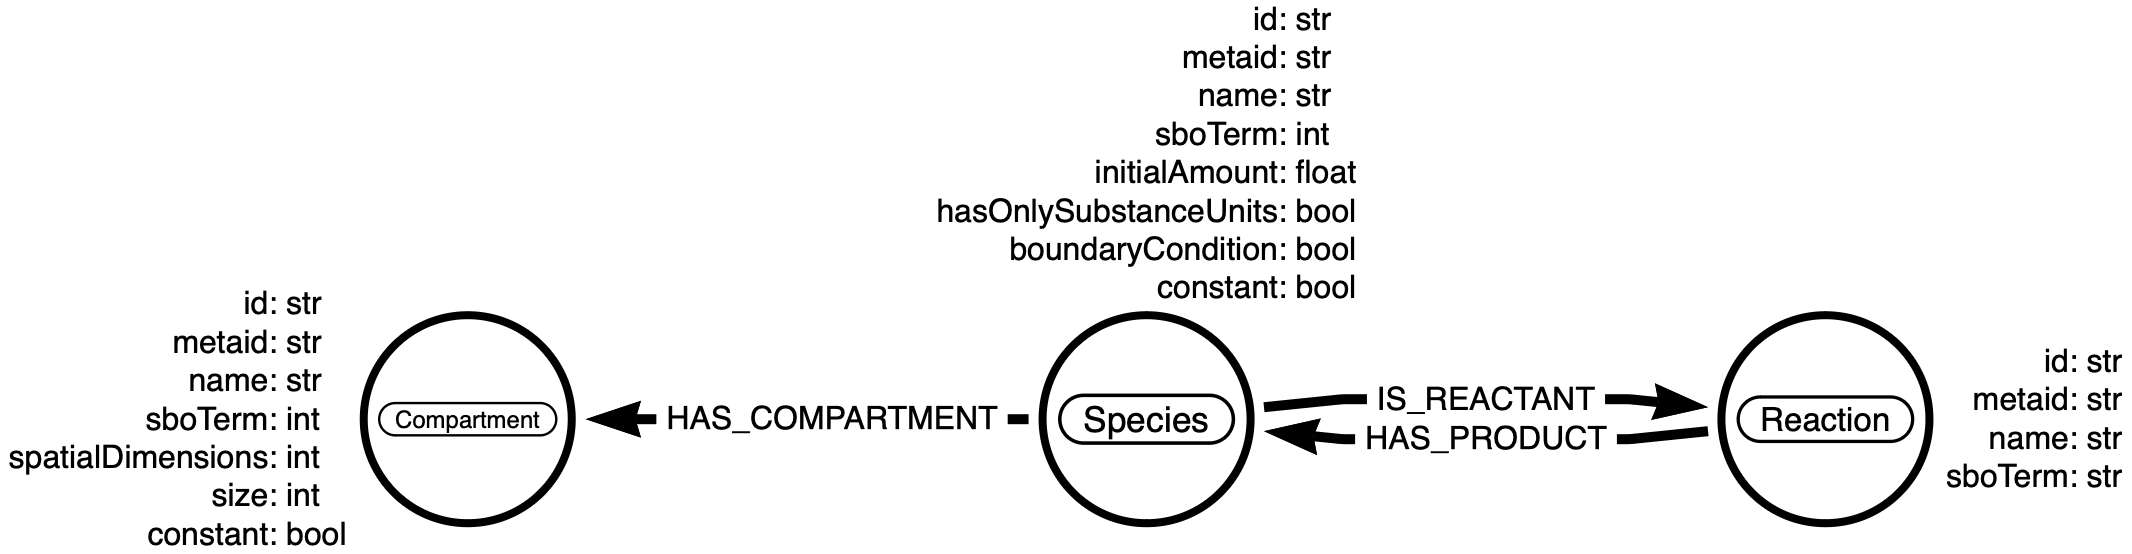 id: str
metaid: str
name: str
sboTerm: int
initialAmount: float
hasOnlySubstanceUnits: bool
boundaryCondition: bool
constant: bool
id: str
metaid: str
name: str
sboTerm: int
spatialDimensions: int
size: int
constant: bool
Compartment
HAS_COMPARTMENT
Species
IS_REACTANT
HAS_PRODUCT
Reaction
id: str
metaid: str
name: str
sboTerm: str